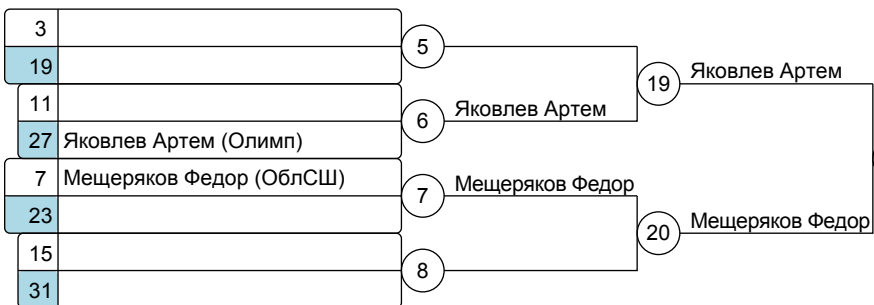 3
19
5
11
27 Яковлев Артем (Олимп)
6 Яковлев Артем
19 Яковлев Артем
7 Мещеряков Федор (ОблСШ)
23
7 Мещеряков Федор
20 Мещеряков Федор
15
31
8